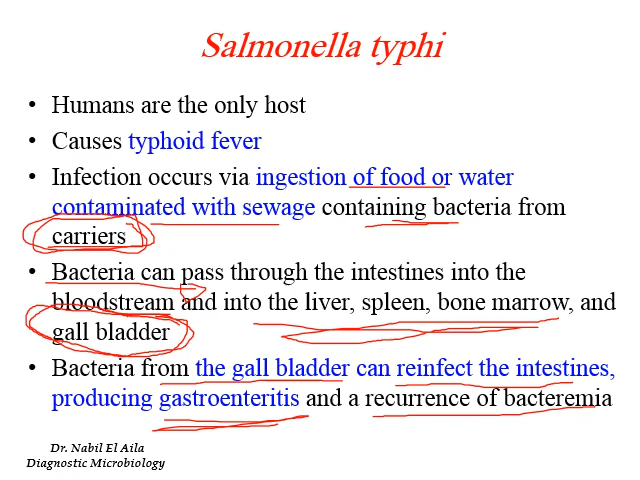 Salmonella typhi
• Humans are the only host
• Causes typhoid fever
• Infection occurs via ingestion of food or water
contaminated with sewage containing bacteria from
carriers
• Bacteria can pass through the intestines into the
bloodstream and into the liver, spleen, bone marrow, and
gall bladder
• Bacteria from the gall bladder can reinfect the intestines,
producing gastroenteritis and a recurrence of bacteremia
Dr. Nabil El Aila
Diagnostic Microbiology